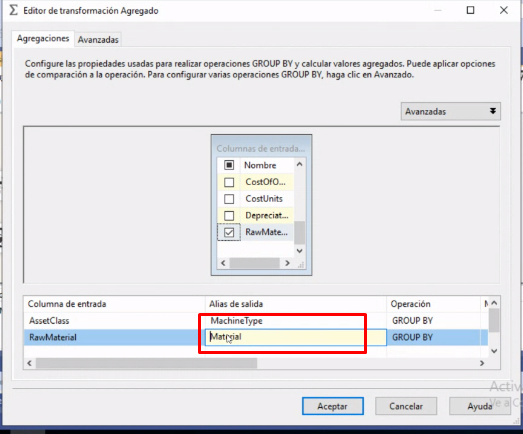 Editor de transformación Agregado
Agregaciones
Avanzadas
Configure las propiedades usadas para realizar operaciones GROUP BY y calcular valores agregados. Puede aplicar opciones
de comparación a la operación. Para configurar varias operaciones GROUP BY, haga clic en Avanzado.
Avanzadas
Columnas de entrada...
Nombre
CostOfO...
CostUnits
Depreciat...
RawMate...
Columna de entrada Alias de salida Operación
AssetClass MachineType GROUP BY
RawMaterial Material GROUP BY
Aceptar Cancelar Ayuda